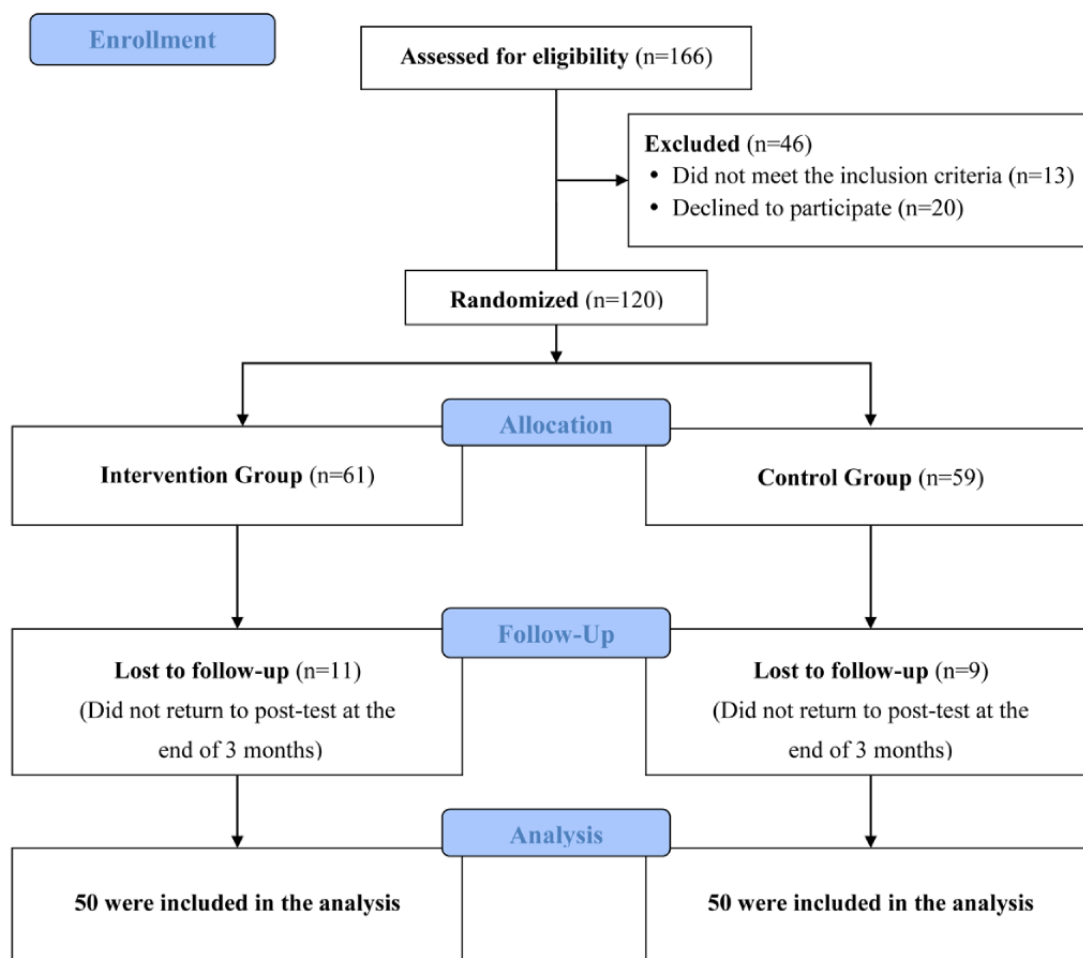 Enrollment
Assessed for eligibility (n=166)
Excluded (n=46)
• Did not meet the inclusion criteria (n=13)
• Declined to participate (n=20)
Randomized (n=120)
Allocation
Intervention Group (n=61)
Control Group (n=59)
Follow-Up
Lost to follow-up (n=11)
(Did not return to post-test at the
end of 3 months)
Lost to follow-up (n=9)
(Did not return to post-test at the
end of 3 months)
Analysis
50 were included in the analysis
50 were included in the analysis